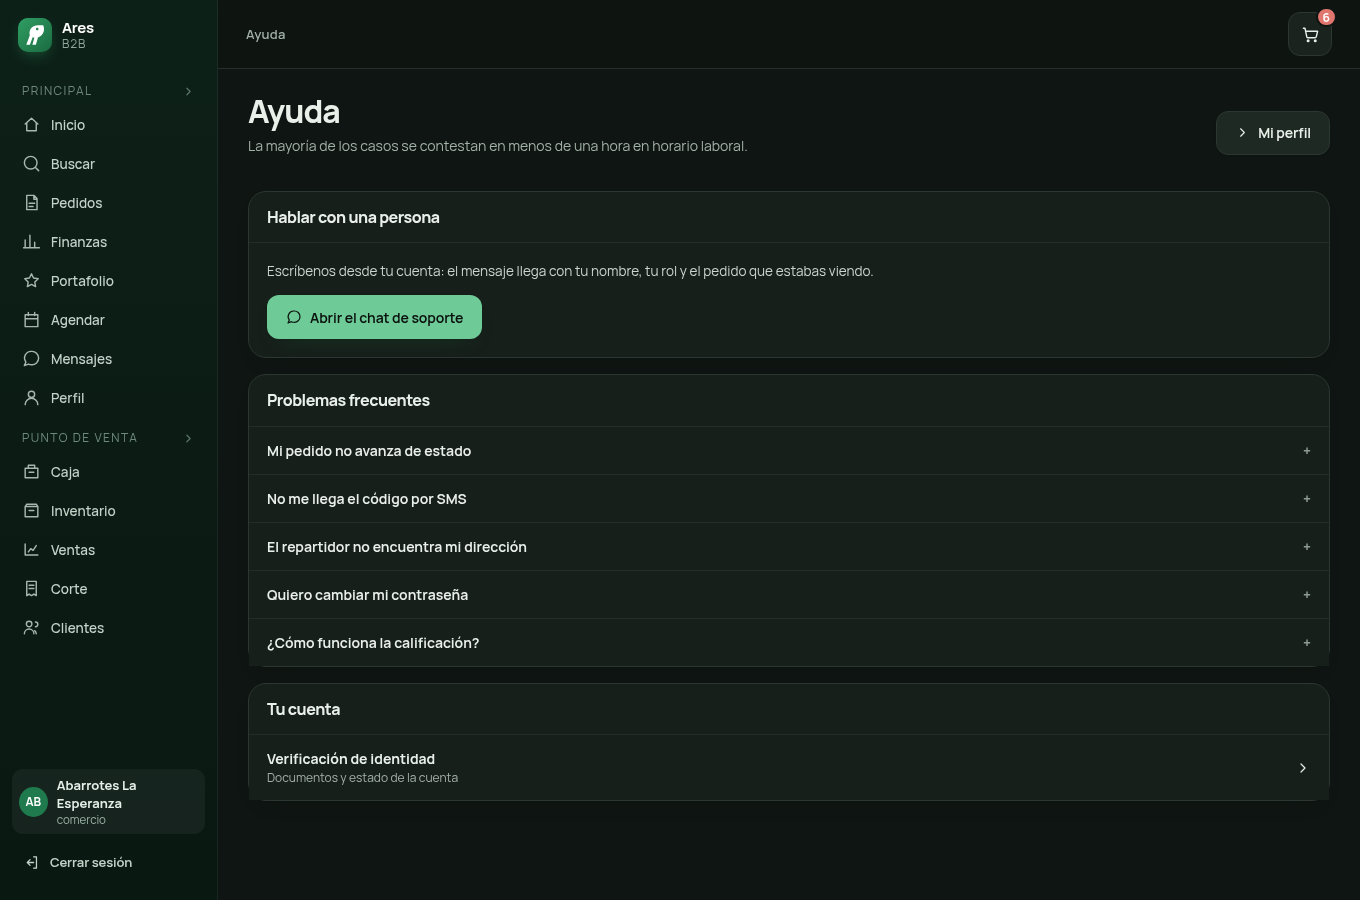 Ares
B2B
PRINCIPAL
Inicio
Buscar
Pedidos
Finanzas
Portafolio
Agendar
Mensajes
Perfil
PUNTO DE VENTA
Caja
Inventario
Ventas
Corte
Clientes
AB
Abarrotes La
Esperanza
comercio
Cerrar sesión
Ayuda
6
Ayuda
La mayoría de los casos se contestan en menos de una hora en horario laboral.
Mi perfil
Hablar con una persona
Escríbenos desde tu cuenta: el mensaje llega con tu nombre, tu rol y el pedido que estabas viendo.
Abrir el chat de soporte
Problemas frecuentes
Mi pedido no avanza de estado +
No me llega el código por SMS +
El repartidor no encuentra mi dirección +
Quiero cambiar mi contraseña +
¿Cómo funciona la calificación? +
Tu cuenta
Verificación de identidad
Documentos y estado de la cuenta